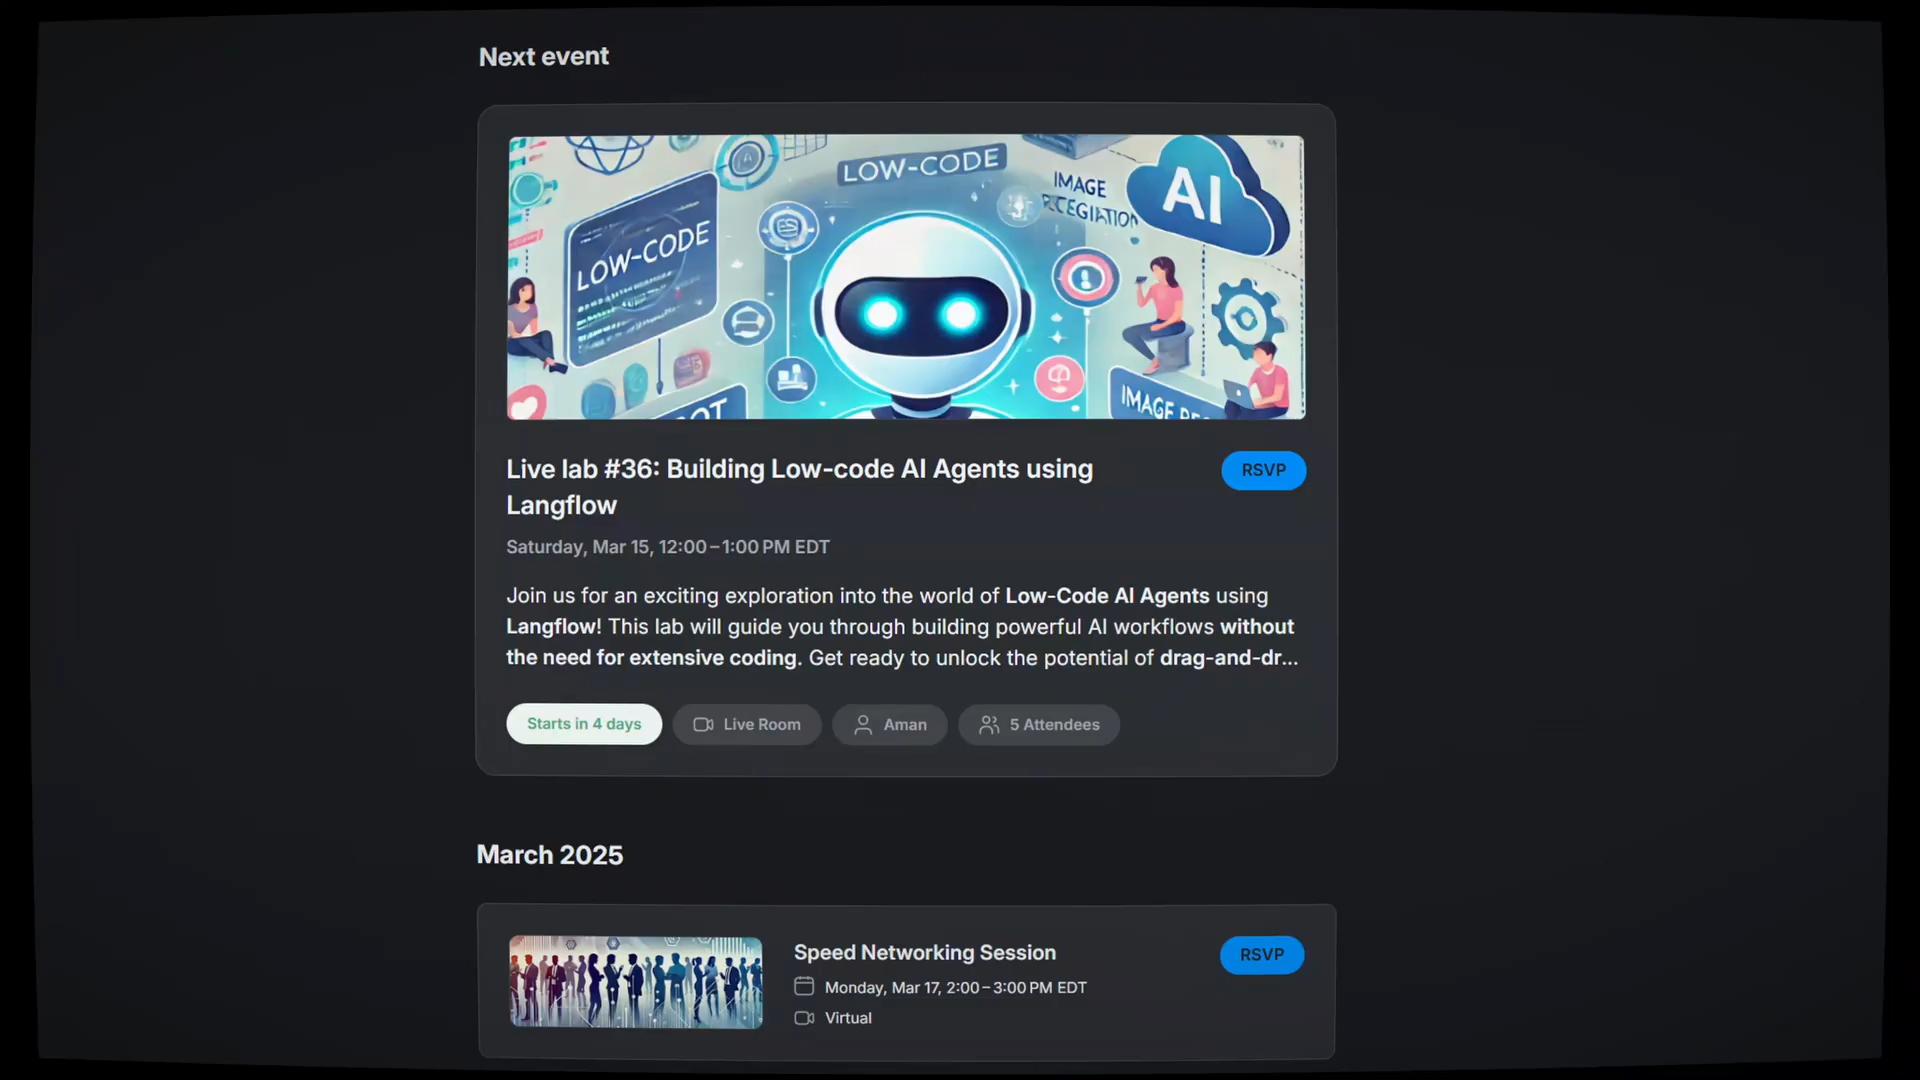 Next event
LOW-CODE
IMAGE
AI
LOW-CODE
IMAGE
Live lab #36: Building Low-code AI Agents using
Langflow
RSVP
Saturday, Mar 15, 12:00 – 1:00 PM EDT
Join us for an exciting exploration into the world of Low-Code AI Agents using
Langflow! This lab will guide you through building powerful AI workflows without
the need for extensive coding. Get ready to unlock the potential of drag-and-dr...
Starts in 4 days
Live Room
Aman
5 Attendees
March 2025
Speed Networking Session
RSVP
Monday, Mar 17, 2:00 – 3:00 PM EDT
Virtual